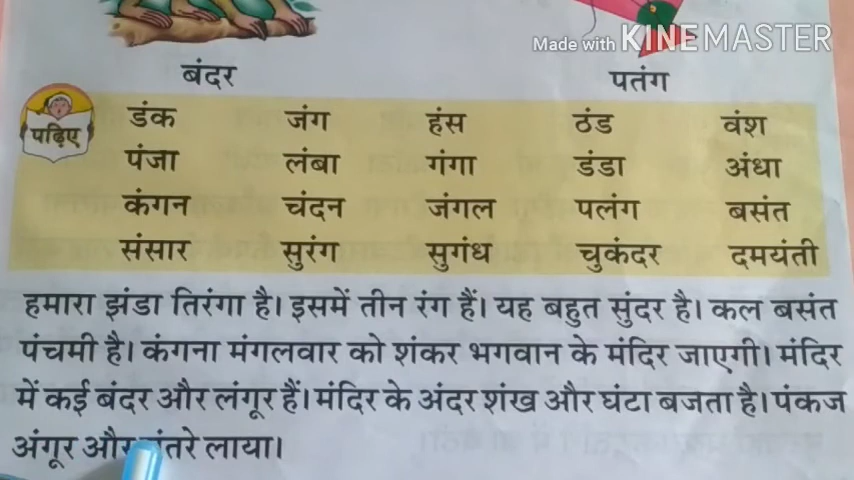 Made with KINEMASTER
बंदर पतंग
पढ़िए
डंक जंग हंस ठंड वंश
पंजा लंबा गंगा डंडा अंधा
कंगन चंदन जंगल पलंग बसंत
संसार सुरंग सुगंध चुकंदर दमयंती
हमारा झंडा तिरंगा है। इसमें तीन रंग हैं। यह बहुत सुंदर है। कल बसंत
पंचमी है। कंगना मंगलवार को शंकर भगवान के मंदिर जाएगी। मंदिर
में कई बंदर और लंगूर हैं। मंदिर के अंदर शंख और घंटा बजता है। पंकज
अंगूर और लाया।